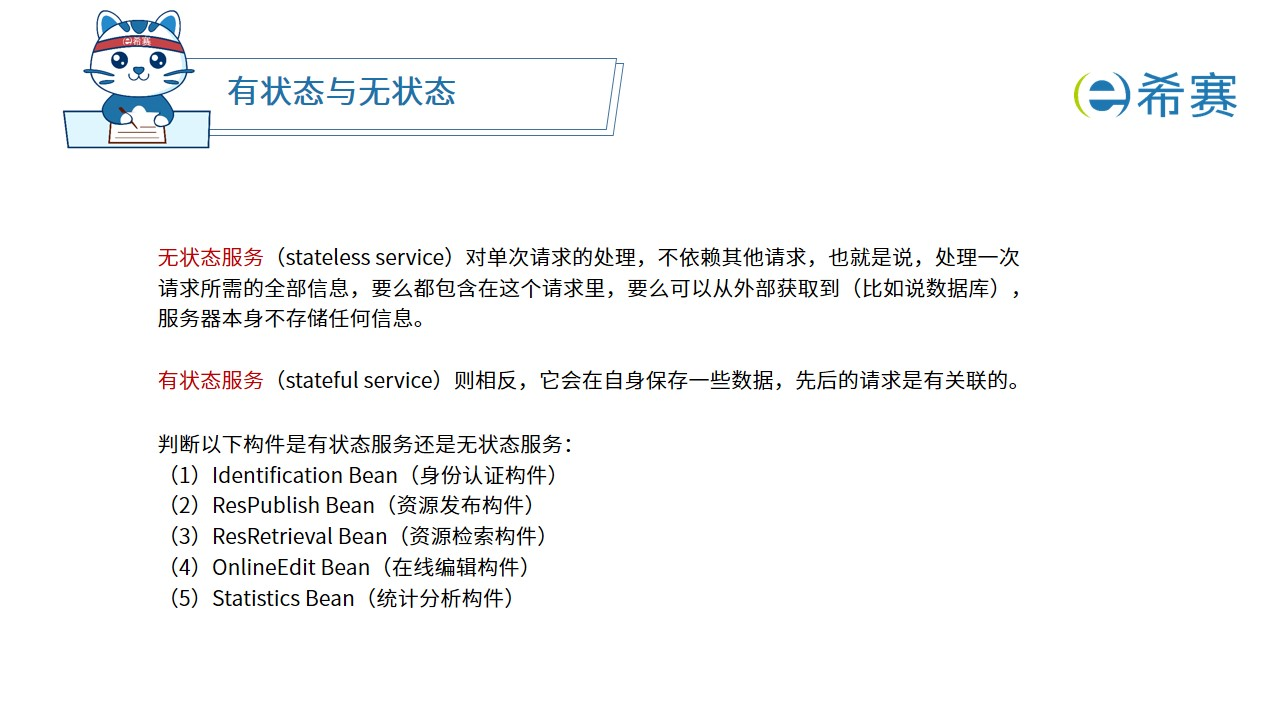 希赛
有状态与无状态
希赛
无状态服务（stateless service）对单次请求的处理，不依赖其他请求，也就是说，处理一次
请求所需的全部信息，要么都包含在这个请求里，要么可以从外部获取到（比如说数据库），
服务器本身不存储任何信息。
有状态服务（stateful service）则相反，它会在自身保存一些数据，先后的请求是有关联的。
判断以下构件是有状态服务还是无状态服务：
（1）Identification Bean（身份认证构件）
（2）ResPublish Bean（资源发布构件）
（3）ResRetrieval Bean（资源检索构件）
（4）OnlineEdit Bean（在线编辑构件）
（5）Statistics Bean（统计分析构件）